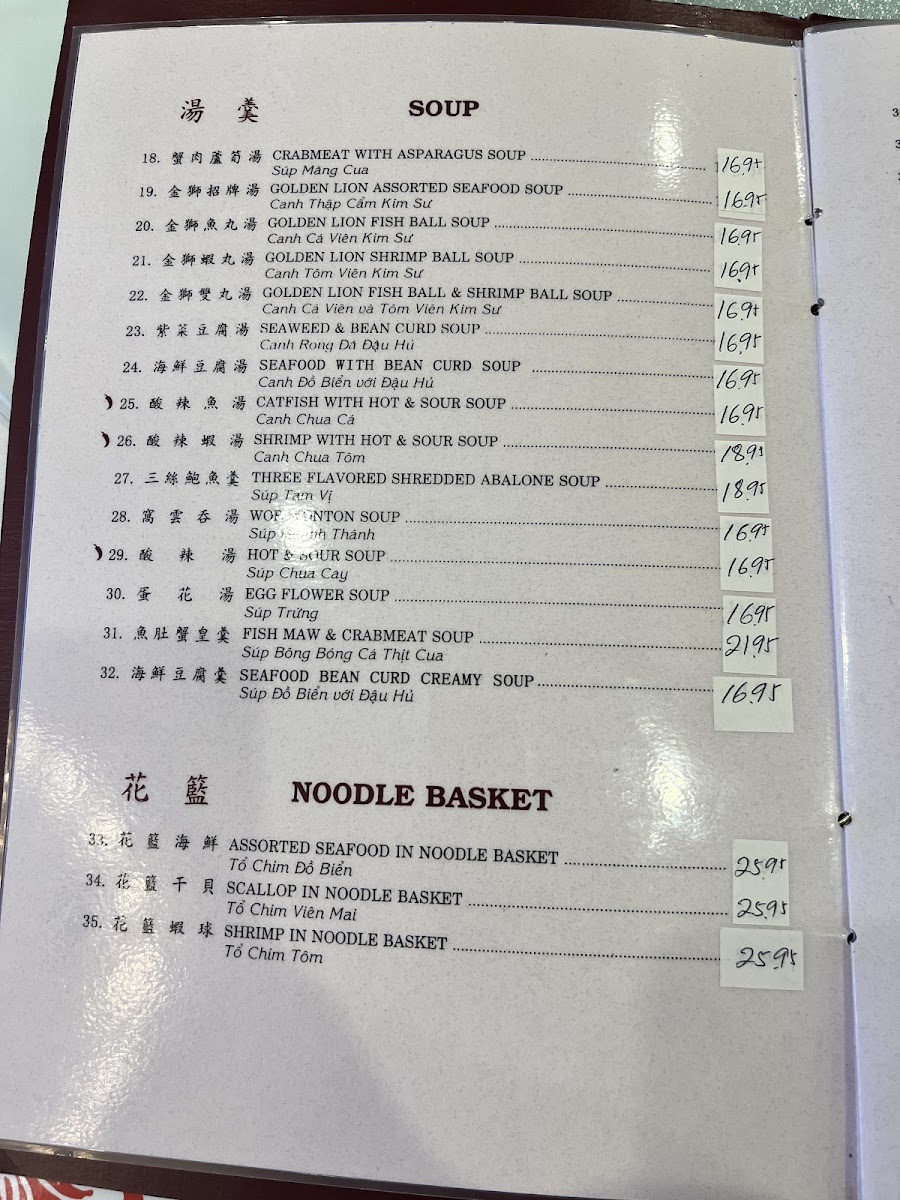 湯 羹 SOUP
18. 蟹肉蘆筍湯 CRABMEAT WITH ASPARAGUS SOUP 16.95
Súp Măng Cua
19. 金獅招牌湯 GOLDEN LION ASSORTED SEAFOOD SOUP 16.95
Canh Thập Cẩm Kim Sư
20. 金獅魚丸湯 GOLDEN LION FISH BALL SOUP 16.95
Canh Cá Viên Kim Sư
21. 金獅蝦丸湯 GOLDEN LION SHRIMP BALL SOUP 16.95
Canh Tôm Viên Kim Sư
22. 金獅雙丸湯 GOLDEN LION FISH BALL & SHRIMP BALL SOUP 16.95
Canh Cá Viên và Tôm Viên Kim Sư
23. 紫菜豆腐湯 SEAWEED & BEAN CURD SOUP 16.95
Canh Rong Đá Đậu Hủ
24. 海鮮豆腐湯 SEAFOOD WITH BEAN CURD SOUP 16.95
Canh Đồ Biển với Đậu Hủ
25. 酸辣魚湯 CATFISH WITH HOT & SOUR SOUP 16.95
Canh Chua Cá
26. 酸辣蝦湯 SHRIMP WITH HOT & SOUR SOUP 18.95
Canh Chua Tôm
27. 三絲鮑魚羹 THREE FLAVORED SHREDDED ABALONE SOUP 18.95
Súp Tam Vị
28. 窩雲吞湯 WOR WONTON SOUP 16.95
Súp Hoành Thánh
29. 酸辣湯 HOT & SOUR SOUP 16.95
Súp Chua Cay
30. 蛋花湯 EGG FLOWER SOUP 16.95
Súp Trứng
31. 魚肚蟹皇羹 FISH MAW & CRABMEAT SOUP 21.95
Súp Bông Bóng Cá Thịt Cua
32. 海鮮豆腐羹 SEAFOOD BEAN CURD CREAMY SOUP 16.95
Súp Đồ Biển với Đậu Hủ
花 籃 NOODLE BASKET
33. 花籃海鮮 ASSORTED SEAFOOD IN NOODLE BASKET 25.95
Tổ Chim Đồ Biển
34. 花籃干貝 SCALLOP IN NOODLE BASKET 25.95
Tổ Chim Viên Mai
35. 花籃蝦球 SHRIMP IN NOODLE BASKET 25.95
Tổ Chim Tôm